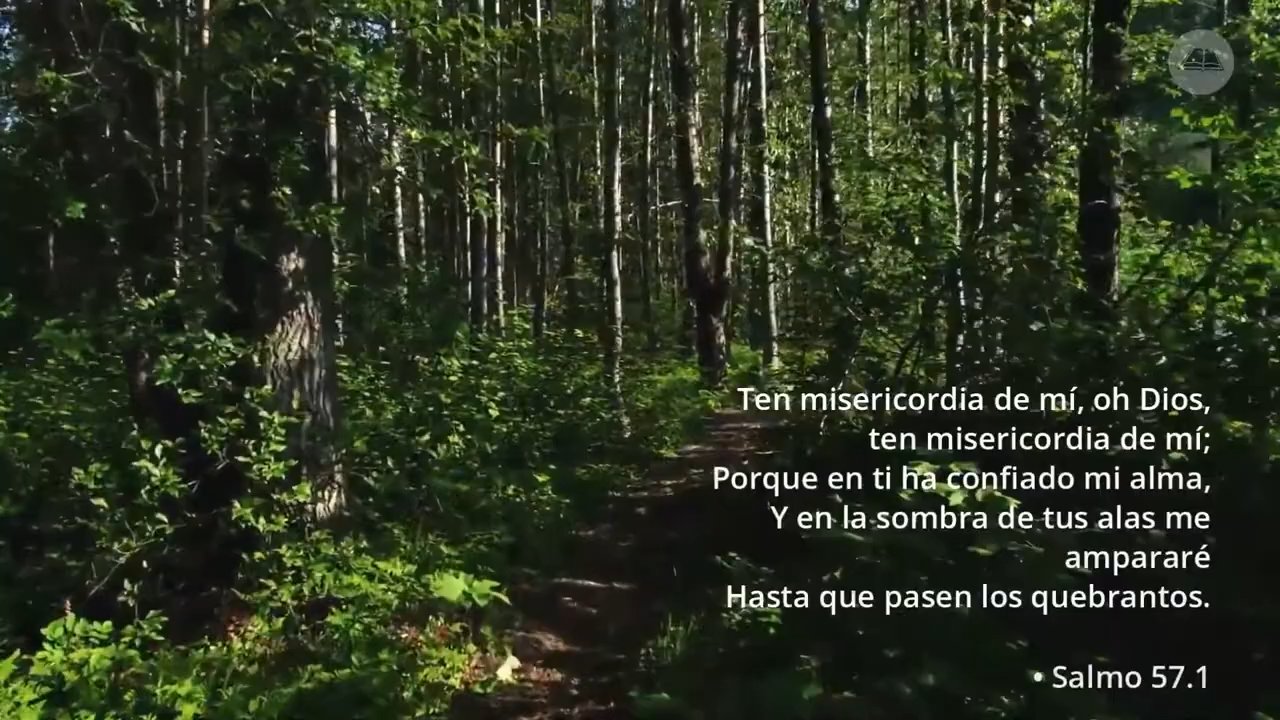 Ten misericordia de mí, oh Dios,
ten misericordia de mí;
Porque en ti ha confiado mi alma,
Y en la sombra de tus alas me
ampararé
Hasta que pasen los quebrantos.
• Salmo 57.1